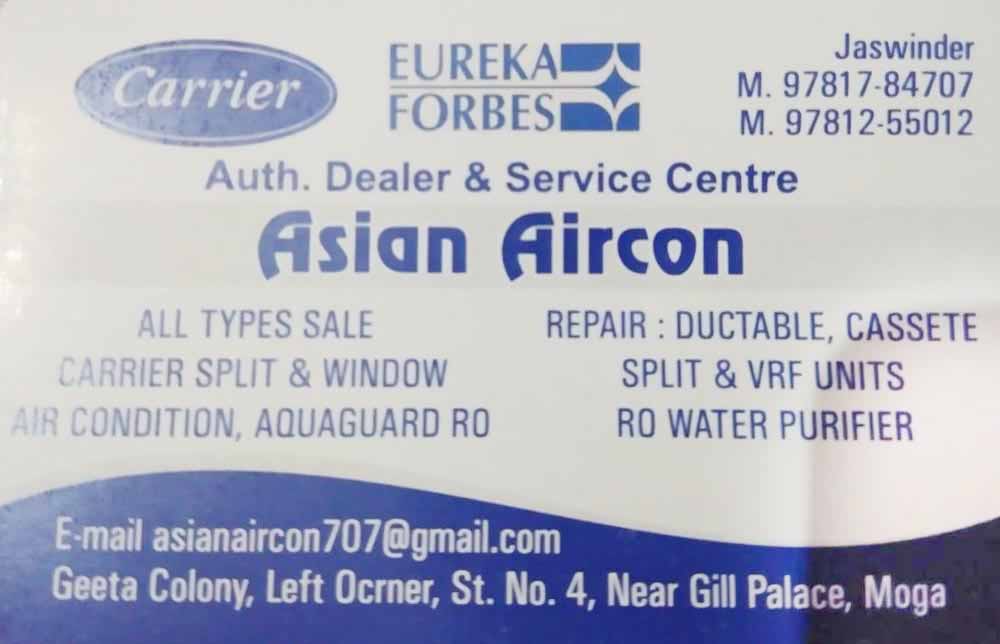 Carrier
EUREKA
FORBES
Jaswinder
M. 97817-84707
M. 97812-55012
Auth. Dealer & Service Centre
Asian Aircon
ALL TYPES SALE
CARRIER SPLIT & WINDOW
AIR CONDITION, AQUAGUARD RO
REPAIR : DUCTABLE, CASSETE
SPLIT & VRF UNITS
RO WATER PURIFIER
E-mail asianaircon707@gmail.com
Geeta Colony, Left Ocrner, St. No. 4, Near Gill Palace, Moga